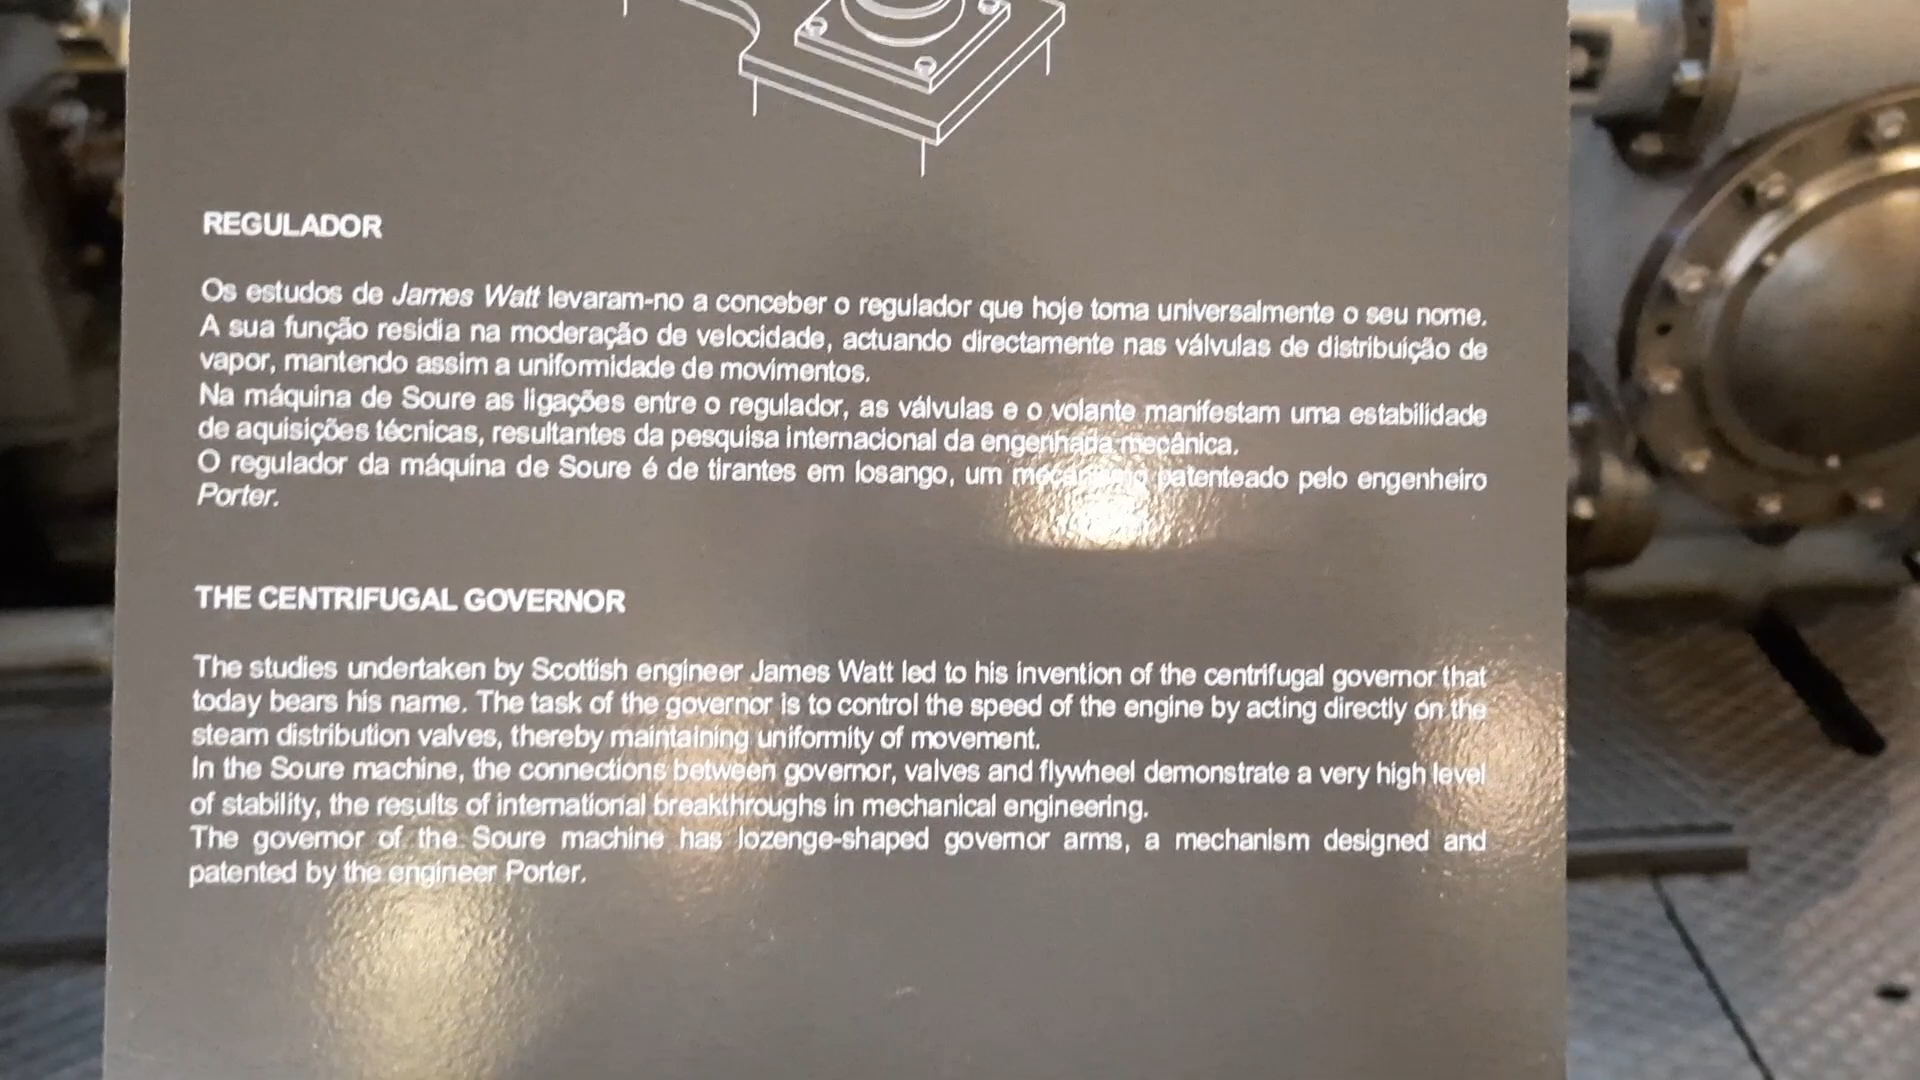 REGULADOR
Os estudos de James Watt levaram-no a conceber o regulador que hoje toma universalmente o seu nome.
A sua função residia na moderação de velocidade, actuando directamente nas válvulas de distribuição de
vapor, mantendo assim a uniformidade de movimentos.
Na máquina de Soure as ligações entre o regulador, as válvulas e o volante manifestam uma estabilidade
de aquisições técnicas, resultantes da pesquisa internacional da engenhada mecânica.
O regulador da máquina de Soure é de tirantes em losango, um mecanismo patenteado pelo engenheiro
Porter.
THE CENTRIFUGAL GOVERNOR
The studies undertaken by Scottish engineer James Watt led to his invention of the centrifugal governor that
today bears his name. The task of the governor is to control the speed of the engine by acting directly on the
steam distribution valves, thereby maintaining uniformity of movement.
In the Soure machine, the connections between governor, valves and flywheel demonstrate a very high level
of stability, the results of international breakthroughs in mechanical engineering.
The governor of the Soure machine has lozenge-shaped governor arms, a mechanism designed and
patented by the engineer Porter.